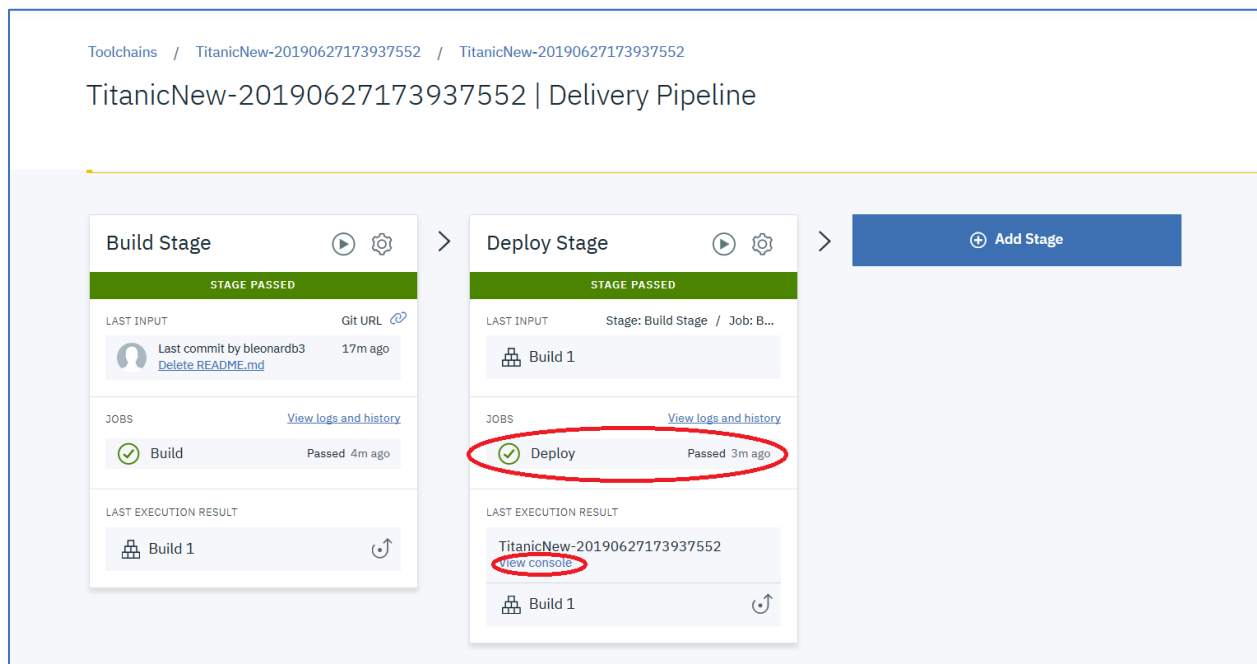 Toolchains / TitanicNew-20190627173937552 / TitanicNew-20190627173937552
TitanicNew-20190627173937552 | Delivery Pipeline
Build Stage
STAGE PASSED
LAST INPUT Git URL
Last commit by bleonardb3 17m ago
Delete README.md
JOBS View logs and history
Build Passed 4m ago
LAST EXECUTION RESULT
Build 1
Deploy Stage
STAGE PASSED
LAST INPUT Stage: Build Stage / Job: B...
Build 1
JOBS View logs and history
Deploy Passed 3m ago
LAST EXECUTION RESULT
TitanicNew-20190627173937552
View console
Build 1
Add Stage